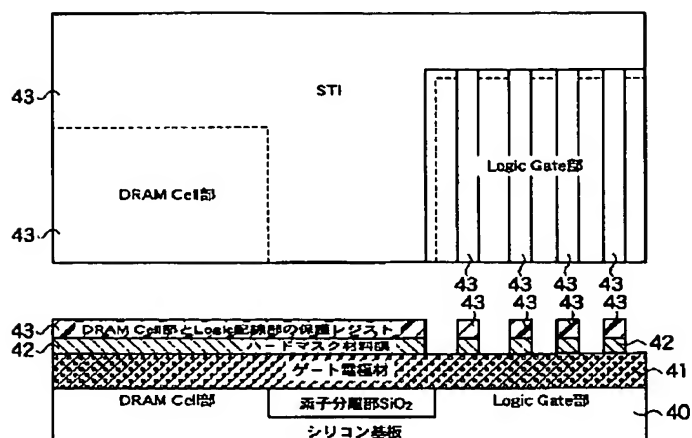 43
STI
43
DRAM Cell部
Logic Gate部
43
43 43 43 43
43 43 43 43
43 DRAM Cell部とLogic配線部の保護レジスト
42 ハードマスク材料膜 42
ゲート電極材 41
DRAM Cell部 素子分離部SiO₂ Logic Gate部 40
シリコン基板